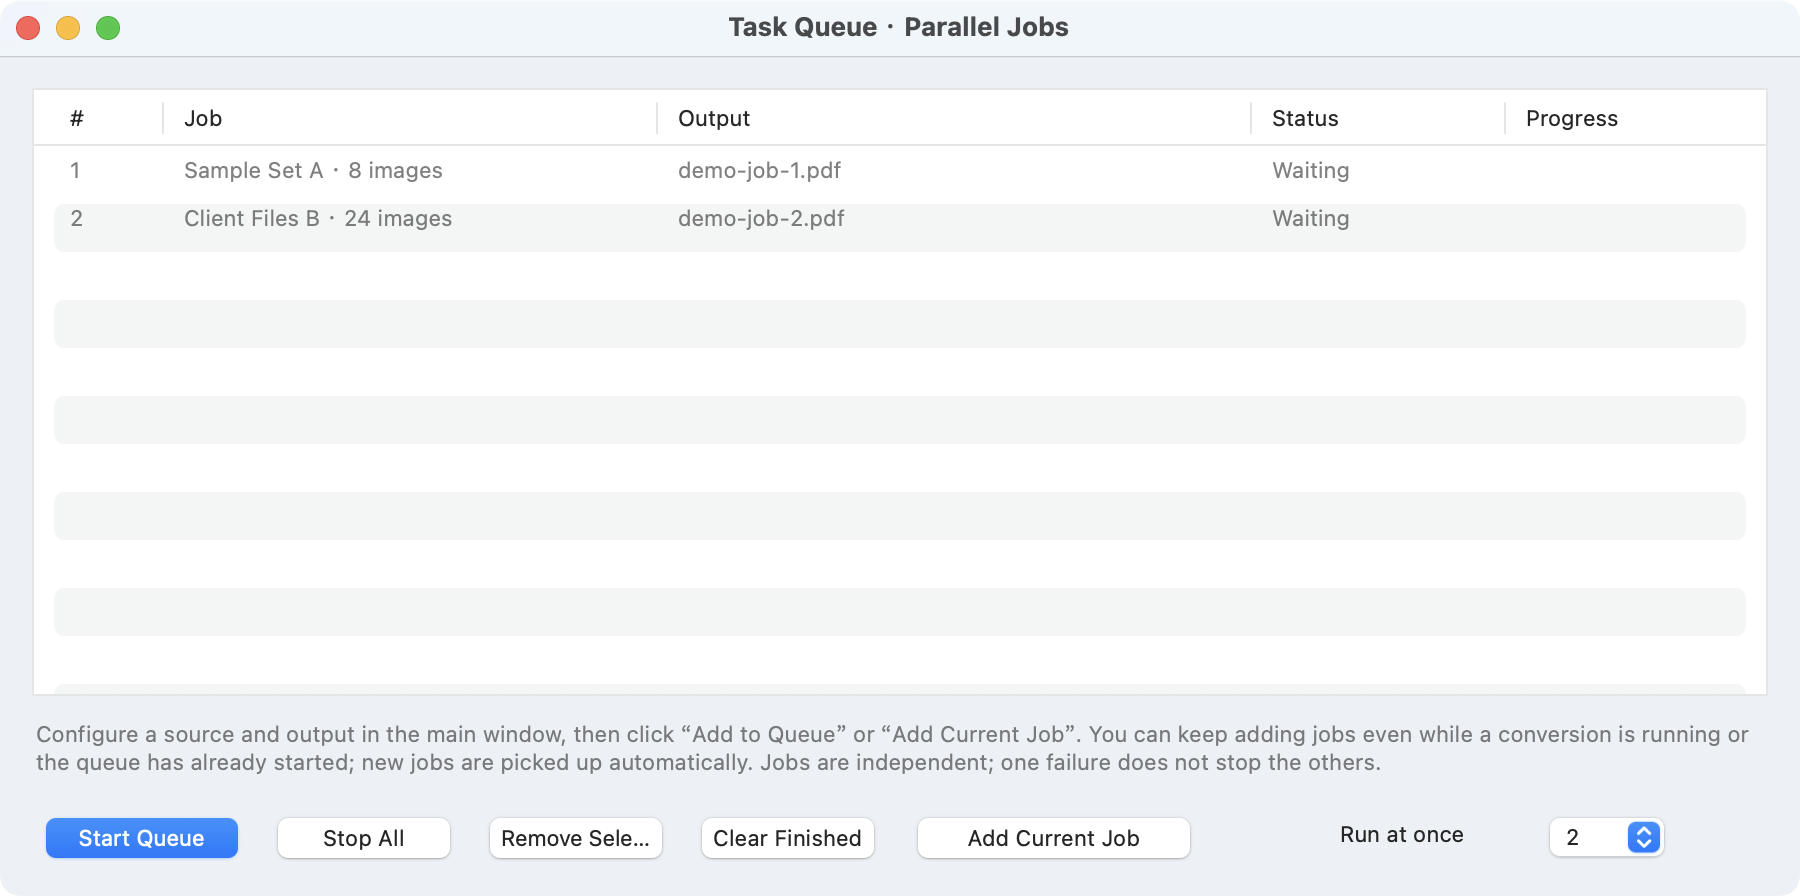 Task Queue · Parallel Jobs
# Job Output Status Progress
1 Sample Set A · 8 images demo-job-1.pdf Waiting
2 Client Files B · 24 images demo-job-2.pdf Waiting
Configure a source and output in the main window, then click “Add to Queue” or “Add Current Job”. You can keep adding jobs even while a conversion is running or
the queue has already started; new jobs are picked up automatically. Jobs are independent; one failure does not stop the others.
Start Queue Stop All Remove Sele... Clear Finished Add Current Job Run at once 2